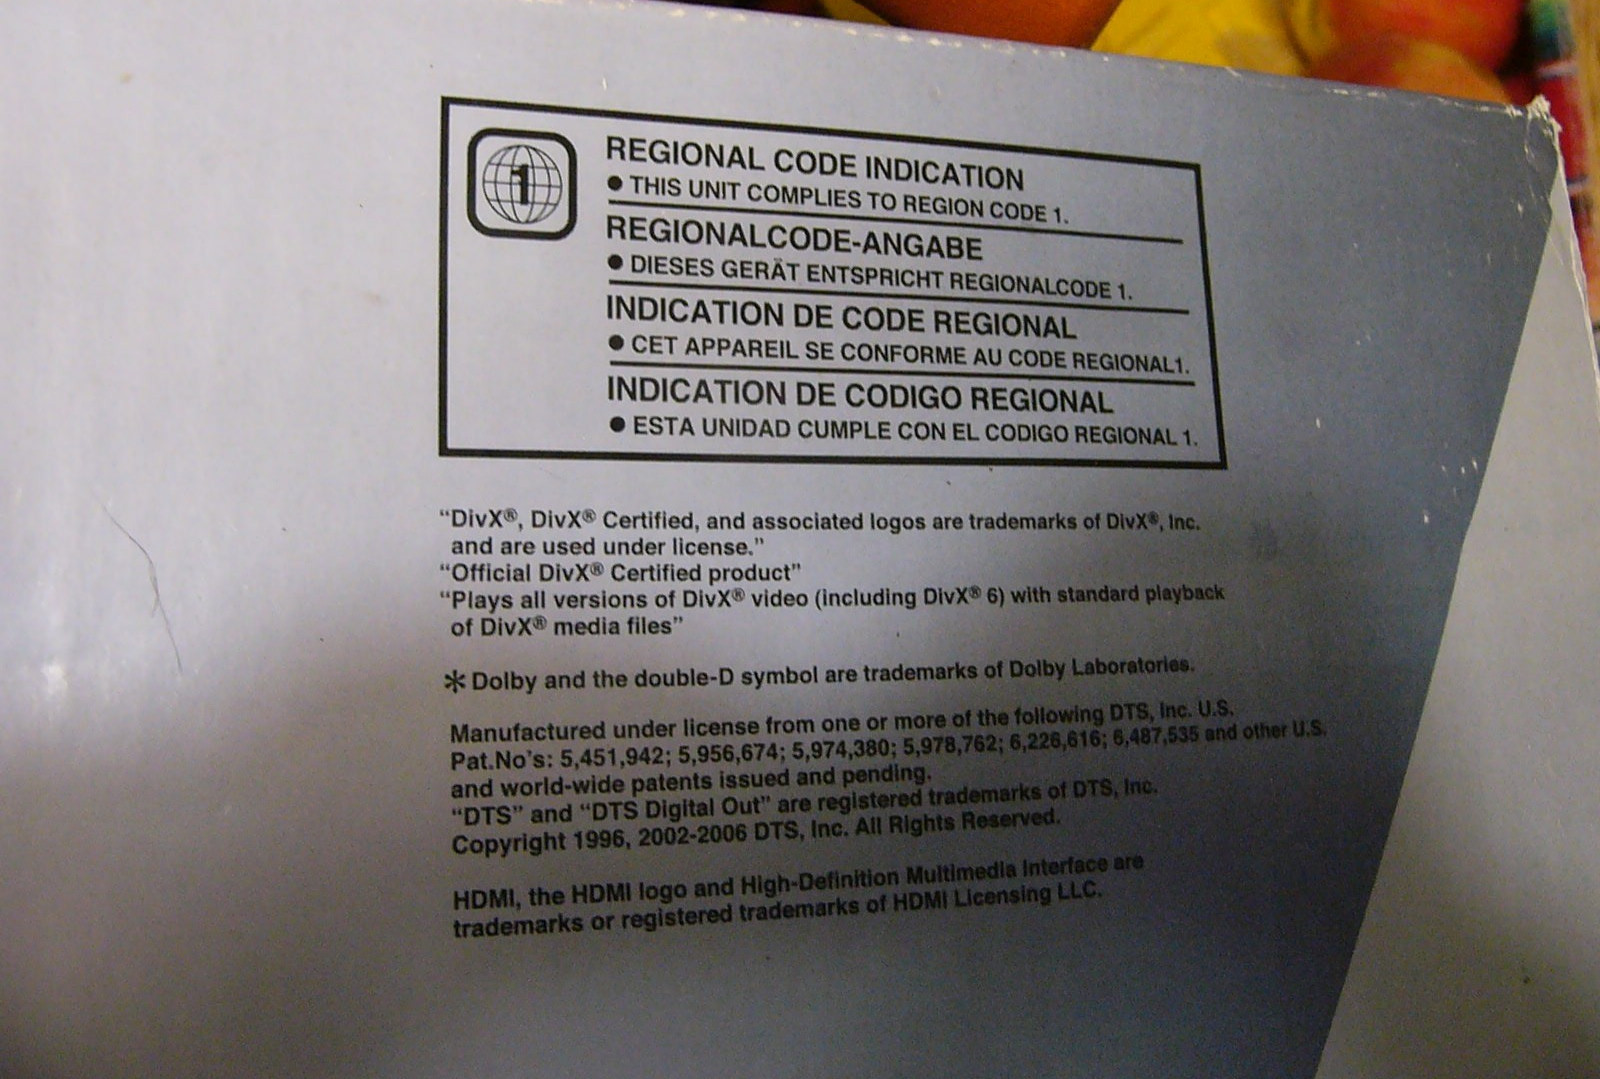 1
REGIONAL CODE INDICATION
● THIS UNIT COMPLIES TO REGION CODE 1.
REGIONALCODE-ANGABE
● DIESES GERÄT ENTSPRICHT REGIONALCODE 1.
INDICATION DE CODE REGIONAL
● CET APPAREIL SE CONFORME AU CODE REGIONAL1.
INDICATION DE CODIGO REGIONAL
● ESTA UNIDAD CUMPLE CON EL CODIGO REGIONAL 1.
“DivX®, DivX® Certified, and associated logos are trademarks of DivX®, Inc.
and are used under license.”
“Official DivX® Certified product”
“Plays all versions of DivX® video (including DivX® 6) with standard playback
of DivX® media files”
✻ Dolby and the double-D symbol are trademarks of Dolby Laboratories.
Manufactured under license from one or more of the following DTS, Inc. U.S.
Pat.No’s: 5,451,942; 5,956,674; 5,974,380; 5,978,762; 6,226,616; 6,487,535 and other U.S.
and world-wide patents issued and pending.
“DTS” and “DTS Digital Out” are registered trademarks of DTS, Inc.
Copyright 1996, 2002-2006 DTS, Inc. All Rights Reserved.
HDMI, the HDMI logo and High-Definition Multimedia Interface are
trademarks or registered trademarks of HDMI Licensing LLC.